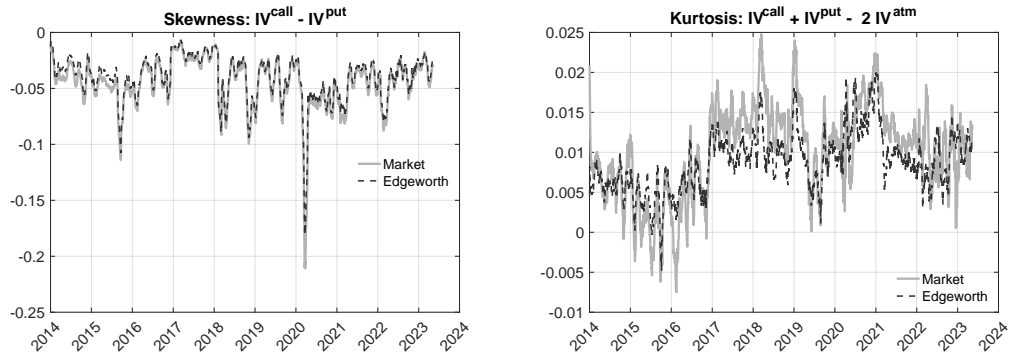 Skewness: IV^call - IV^put
0
-0.05
-0.1
-0.15
-0.2
-0.25
Market
Edgeworth
2014 2015 2016 2017 2018 2019 2020 2021 2022 2023 2024
Kurtosis: IV^call + IV^put - 2 IV^atm
0.025
0.02
0.015
0.01
0.005
0
-0.005
-0.01
Market
Edgeworth
2014 2015 2016 2017 2018 2019 2020 2021 2022 2023 2024